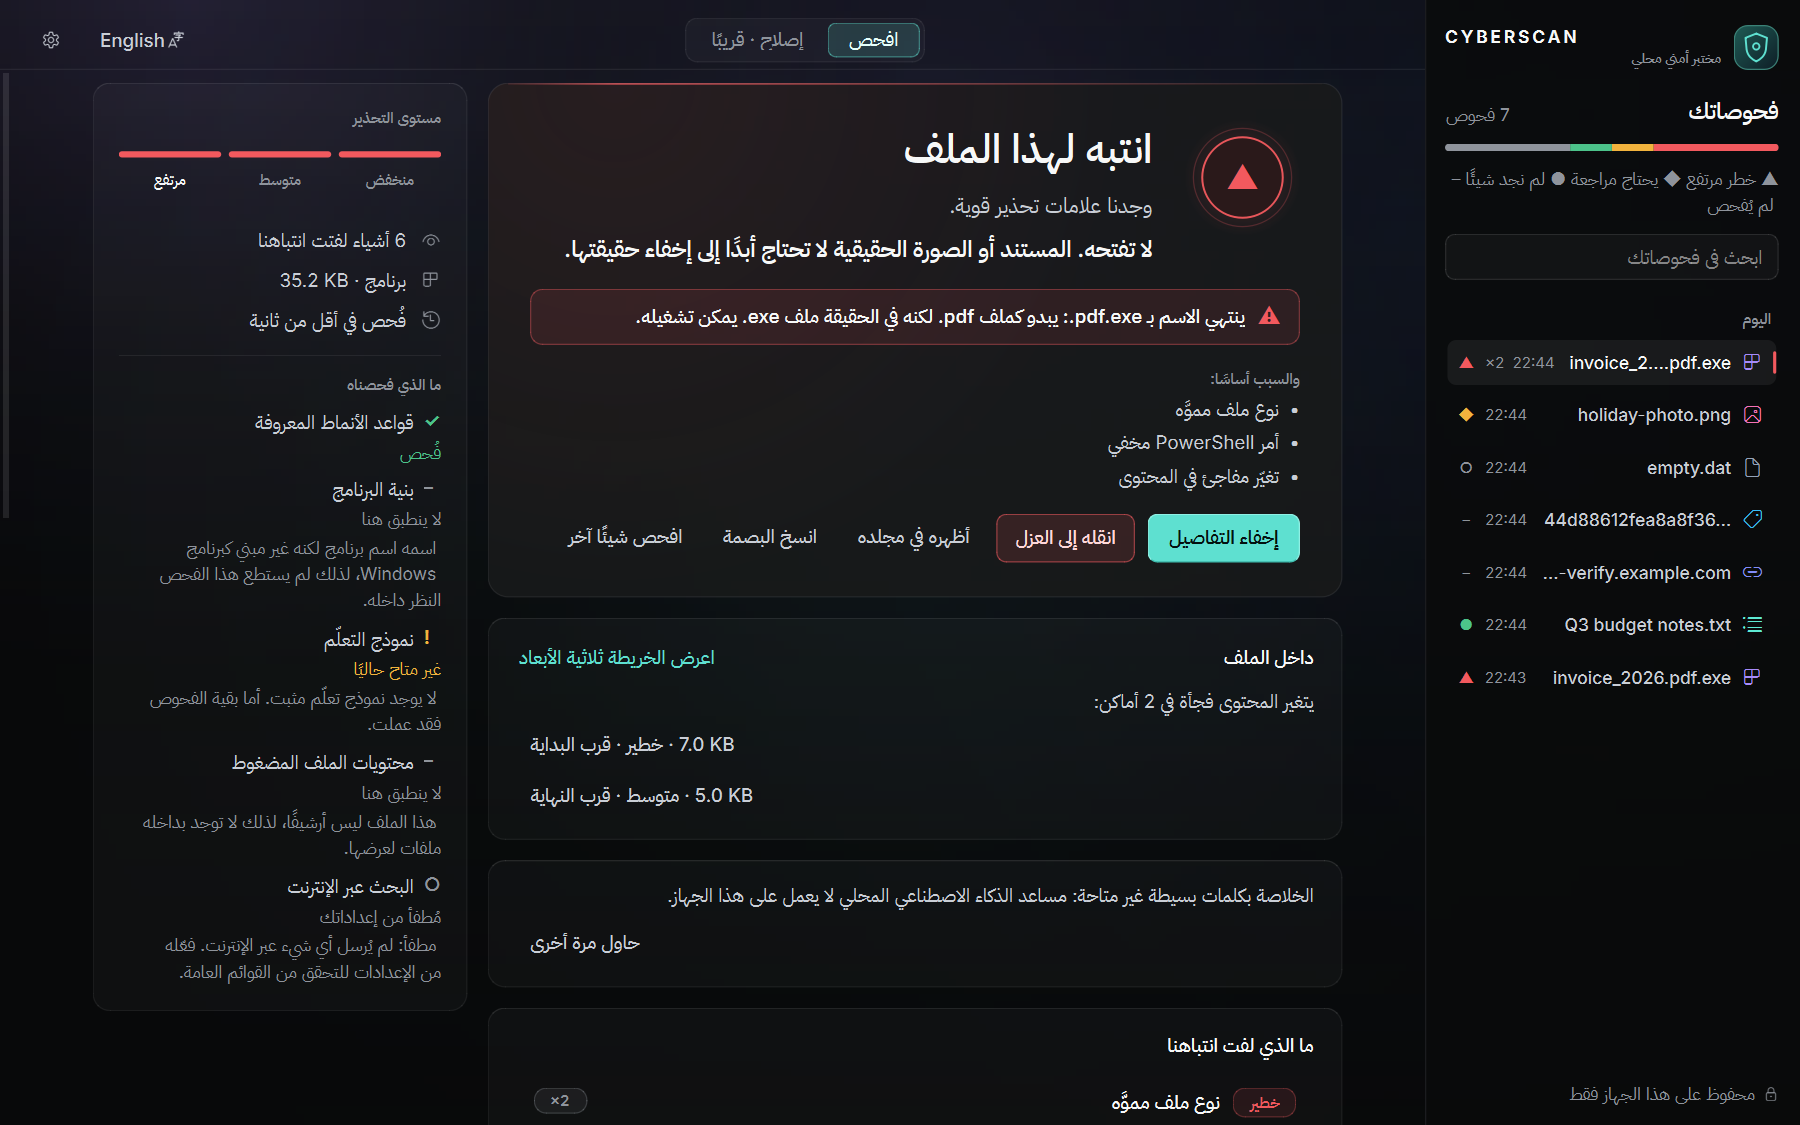 CYBERSCAN
مختبر أمني محلي
فحوصاتك
7 فحوص
▲ خطر مرتفع ◆ يحتاج مراجعة ● لم نجد شيئًا –
لم يُفحص
ابحث في فحوصاتك
اليوم
invoice_2....pdf.exe 22:44 ×2
holiday-photo.png 22:44
empty.dat 22:44
44d88612fea8a8f36... 22:44
...-verify.example.com 22:44
Q3 budget notes.txt 22:44
invoice_2026.pdf.exe 22:43
محفوظ على هذا الجهاز فقط
افحص
إصلاح · قريبًا
English
انتبه لهذا الملف
وجدنا علامات تحذير قوية.
لا تفتحه. المستند أو الصورة الحقيقية لا تحتاج أبدًا إلى إخفاء حقيقتها.
ينتهي الاسم بـ pdf.exe.: يبدو كملف pdf. لكنه في الحقيقة ملف exe. يمكن تشغيله.
والسبب أساسًا:
• نوع ملف مموَّه
• أمر PowerShell مخفي
• تغيّر مفاجئ في المحتوى
إخفاء التفاصيل
انقله إلى العزل
أظهره في مجلده
انسخ البصمة
افحص شيئًا آخر
داخل الملف
اعرض الخريطة ثلاثية الأبعاد
يتغير المحتوى فجأة في 2 أماكن:
7.0 KB · خطير · قرب البداية
5.0 KB · متوسط · قرب النهاية
الخلاصة بكلمات بسيطة غير متاحة: مساعد الذكاء الاصطناعي المحلي لا يعمل على هذا الجهاز.
حاول مرة أخرى
ما الذي لفت انتباهنا
خطير
نوع ملف مموَّه
×2
مستوى التحذير
منخفض
متوسط
مرتفع
6 أشياء لفتت انتباهنا
برنامج · 35.2 KB
فُحص في أقل من ثانية
ما الذي فحصناه
قواعد الأنماط المعروفة
فُحص
– بنية البرنامج
لا ينطبق هنا
اسمه اسم برنامج لكنه غير مبني كبرنامج
Windows، لذلك لم يستطع هذا الفحص
النظر داخله.
! نموذج التعلّم
غير متاح حاليًا
لا يوجد نموذج تعلّم مثبت. أما بقية الفحوص
فقد عملت.
– محتويات الملف المضغوط
لا ينطبق هنا
هذا الملف ليس أرشيفًا، لذلك لا توجد بداخله
ملفات لعرضها.
البحث عبر الإنترنت
مُطفأ من إعداداتك
مطفأ: لم يُرسل أي شيء عبر الإنترنت. فعّله
من الإعدادات للتحقق من القوائم العامة.